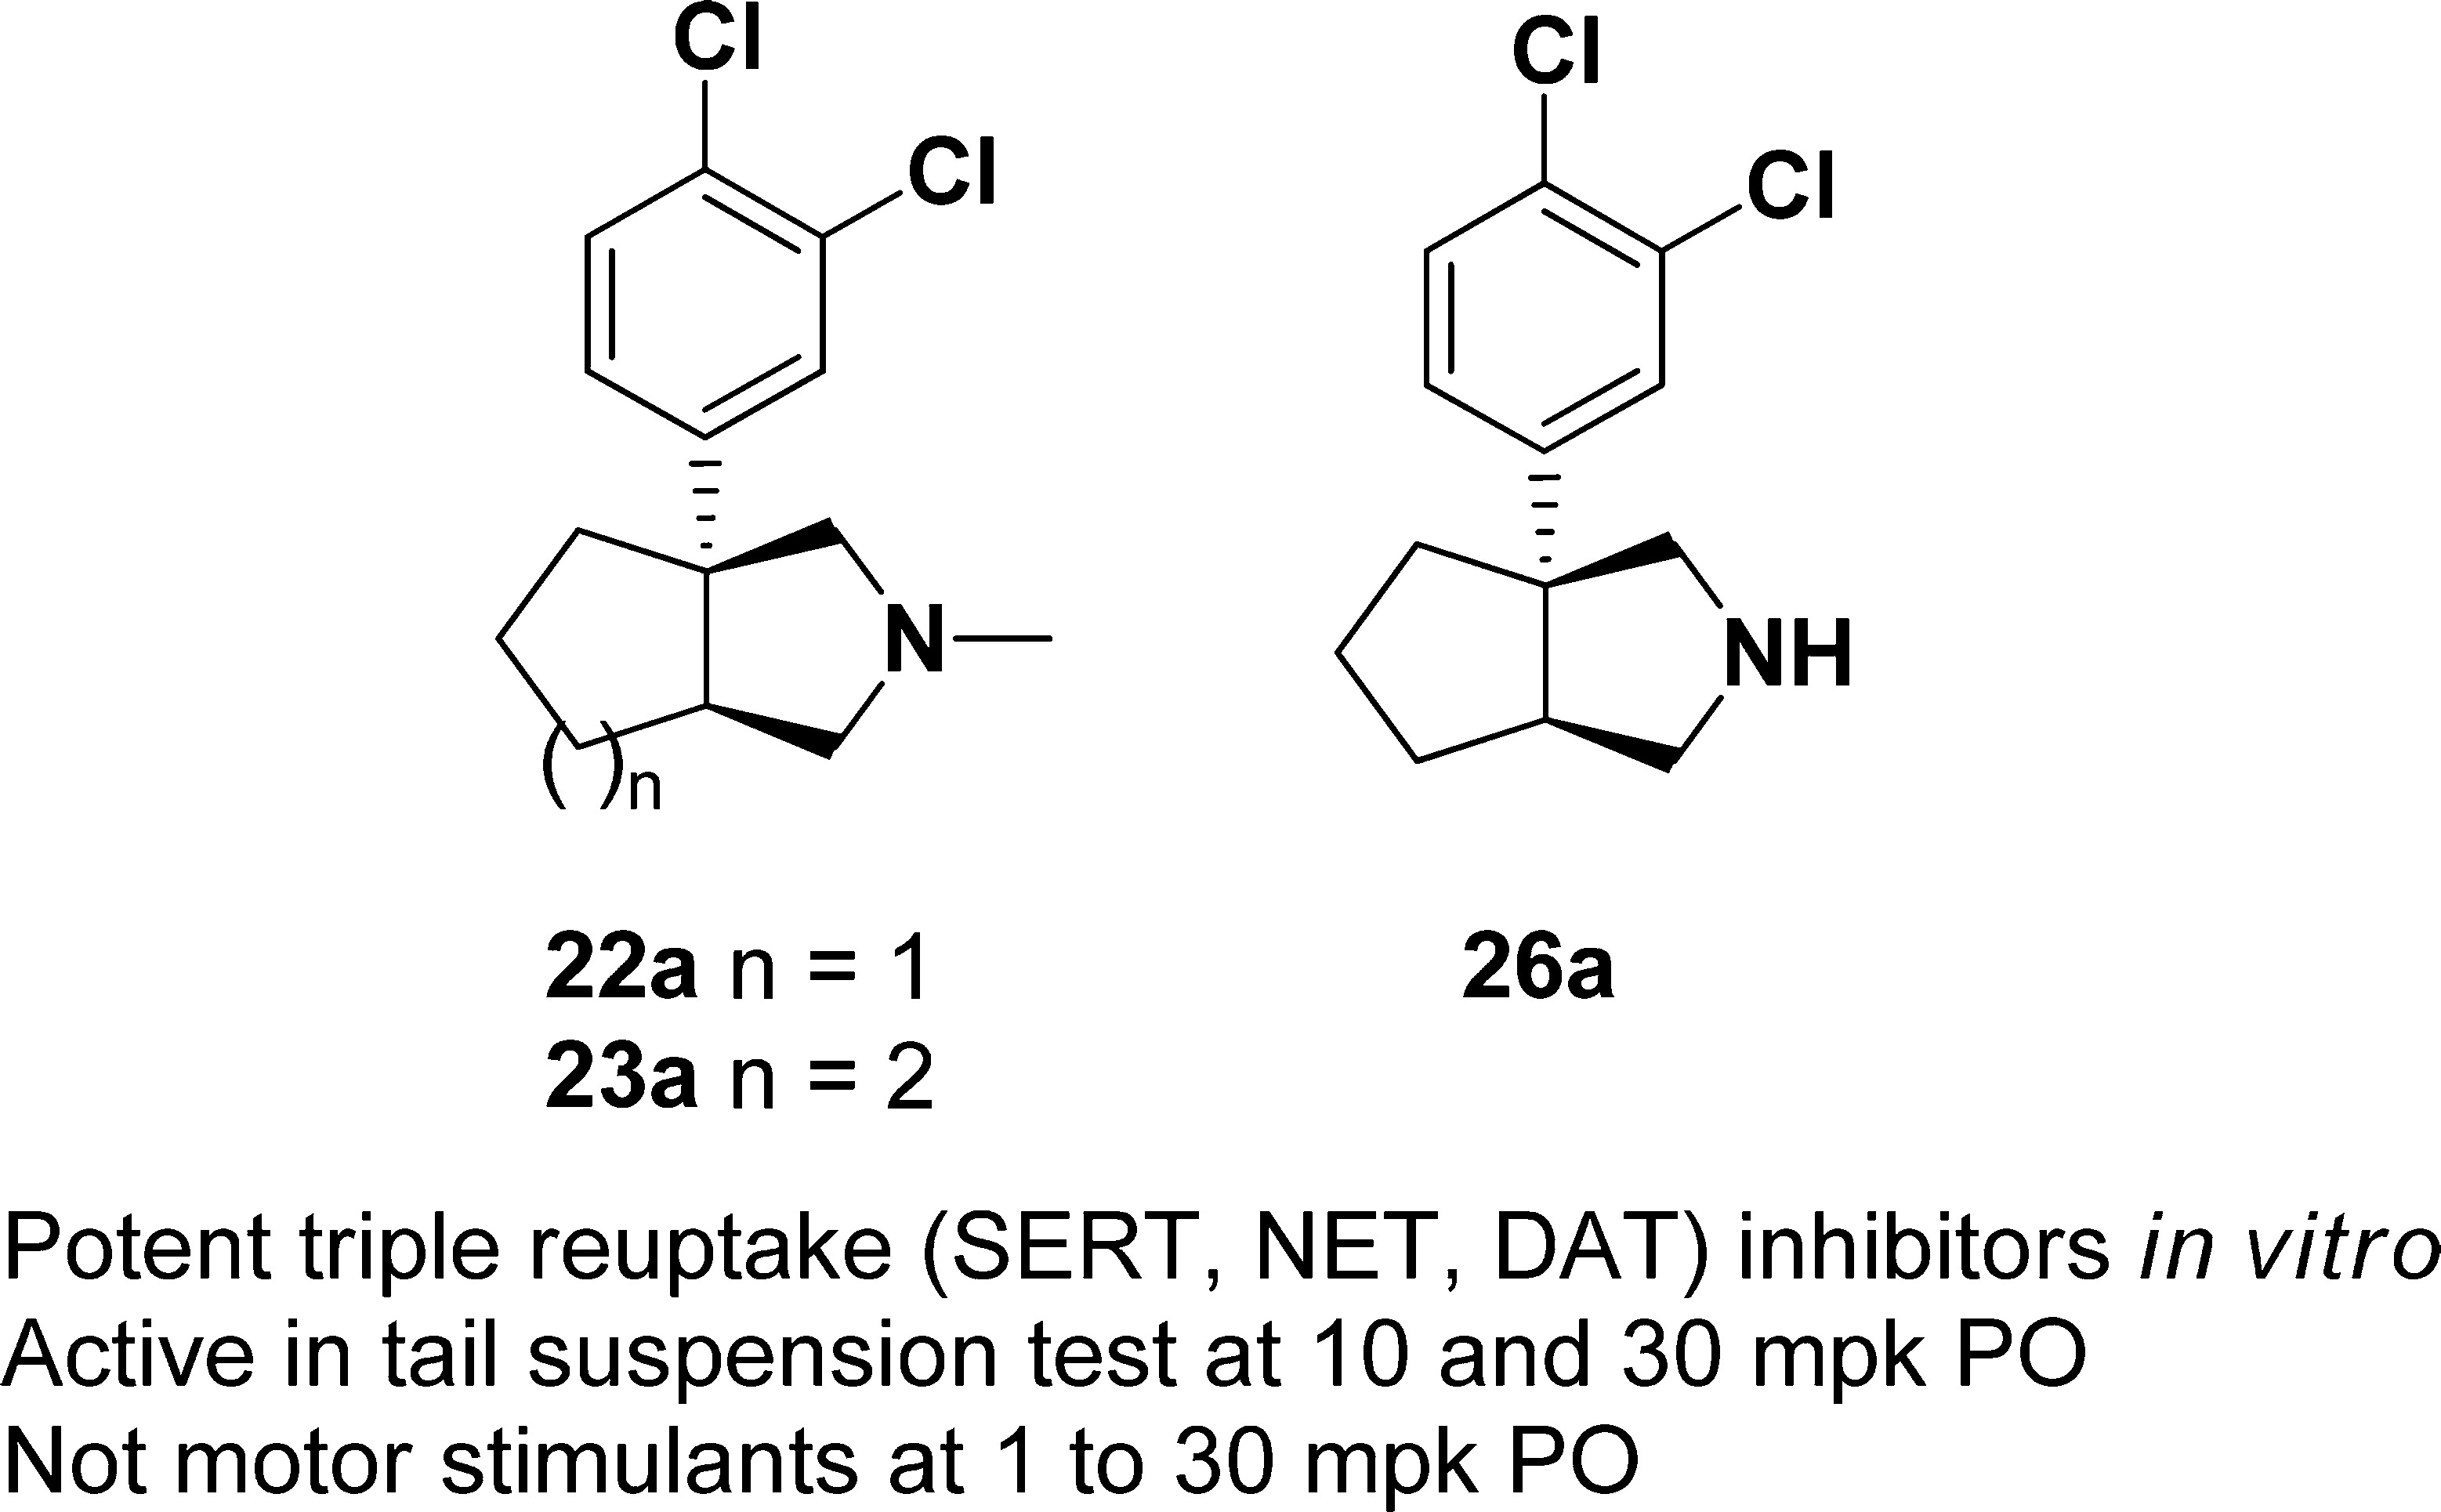 Cl
Cl
Cl
Cl
N
NH
( )n
22a n = 1
26a
23a n = 2
Potent triple reuptake (SERT, NET, DAT) inhibitors in vitro
Active in tail suspension test at 10 and 30 mpk PO
Not motor stimulants at 1 to 30 mpk PO